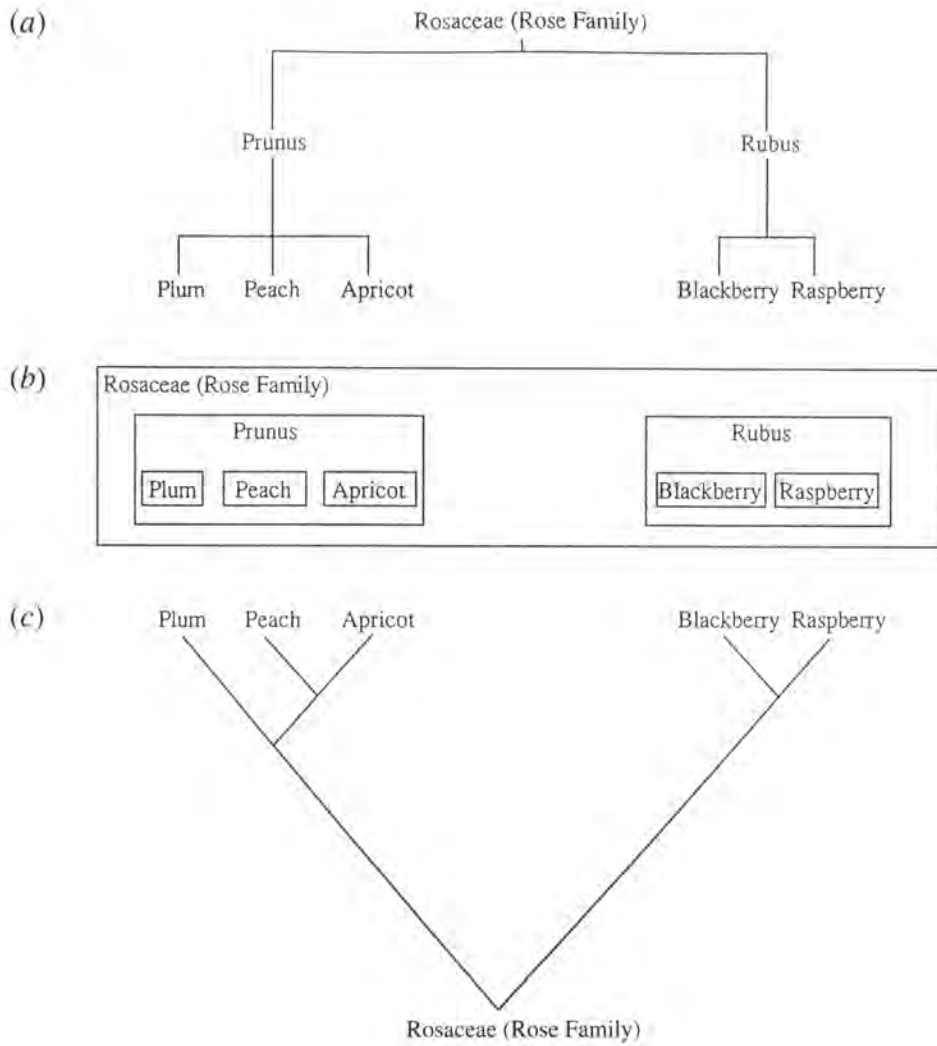 (a)
Rosaceae (Rose Family)
Prunus Rubus
Plum Peach Apricot Blackberry Raspberry
(b)
Rosaceae (Rose Family)
Prunus Rubus
Plum Peach Apricot Blackberry Raspberry
(c)
Plum Peach Apricot Blackberry Raspberry
Rosaceae (Rose Family)